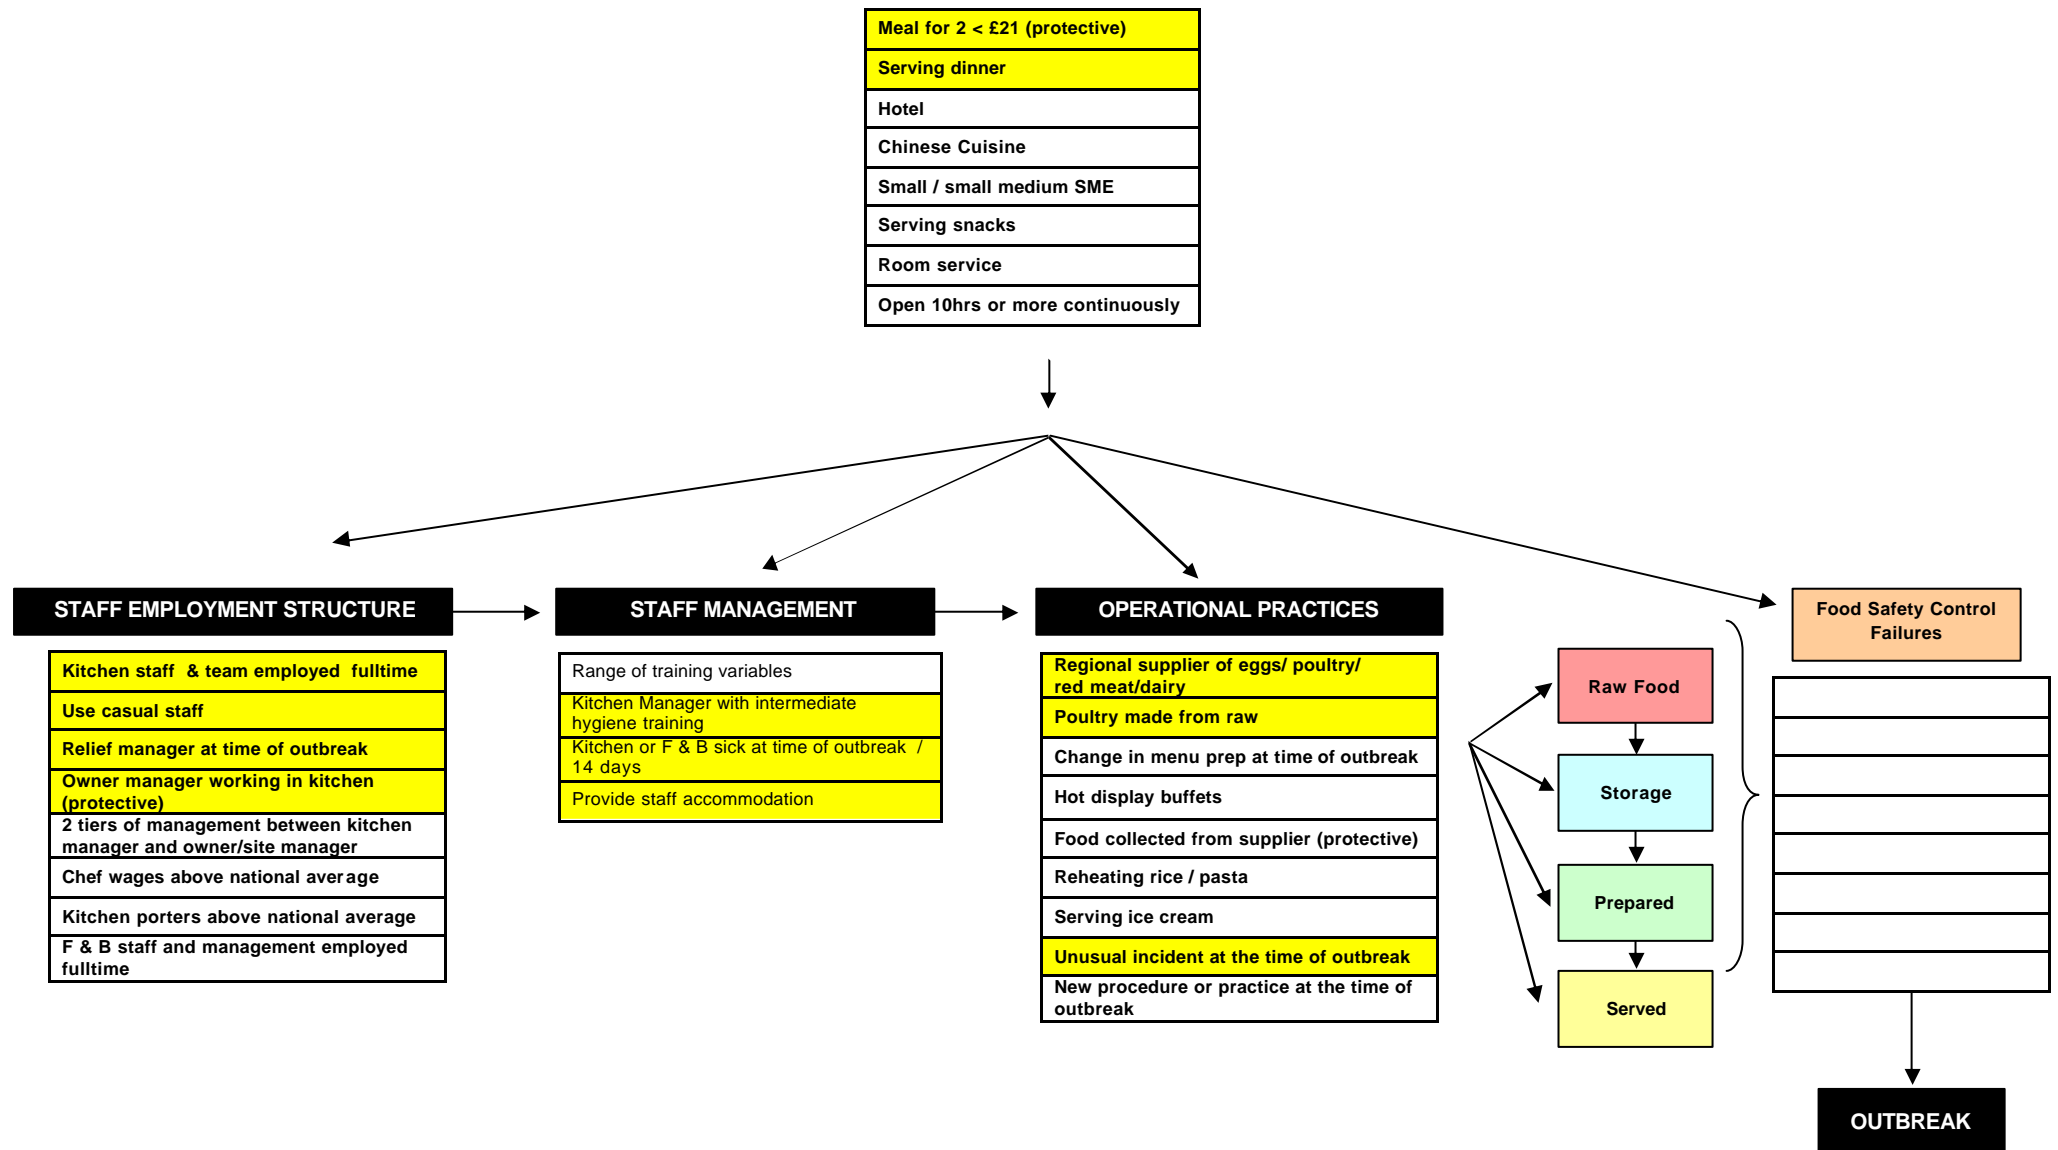 Meal for 2 < £21 (protective)
Serving dinner
Hotel
Chinese Cuisine
Small / small medium SME
Serving snacks
Room service
Open 10hrs or more continuously
STAFF EMPLOYMENT STRUCTURE
Kitchen staff & team employed fulltime
Use casual staff
Relief manager at time of outbreak
Owner manager working in kitchen
(protective)
2 tiers of management between kitchen
manager and owner/site manager
Chef wages above national average
Kitchen porters above national average
F & B staff and management employed
fulltime
STAFF MANAGEMENT
Range of training variables
Kitchen Manager with intermediate
hygiene training
Kitchen or F & B sick at time of outbreak /
14 days
Provide staff accommodation
OPERATIONAL PRACTICES
Regional supplier of eggs/ poultry/
red meat/dairy
Poultry made from raw
Change in menu prep at time of outbreak
Hot display buffets
Food collected from supplier (protective)
Reheating rice / pasta
Serving ice cream
Unusual incident at the time of outbreak
New procedure or practice at the time of
outbreak
Raw Food
Storage
Prepared
Served
Food Safety Control
Failures
OUTBREAK